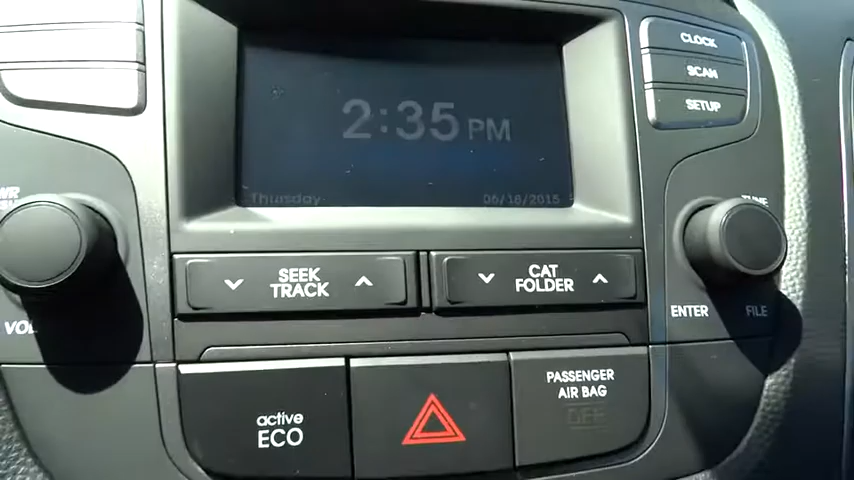 CLOCK
SCAN
SETUP
2:35 PM
Thursday 06/18/2015
TUNE
SEEK
TRACK
CAT
FOLDER
VOL
ENTER
FILE
active
ECO
PASSENGER
AIR BAG
OFF